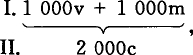 I. 1 000v + 1 000m,
II. 2 000c